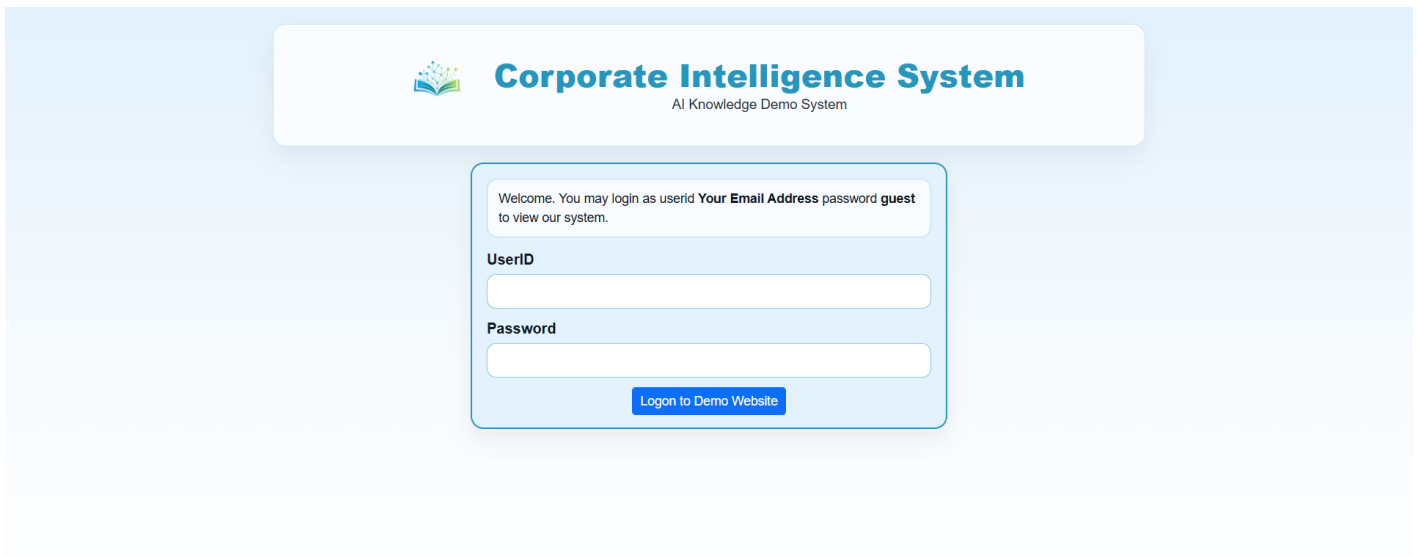 Corporate Intelligence System
AI Knowledge Demo System
Welcome. You may login as userid Your Email Address password guest
to view our system.
UserID
Password
Logon to Demo Website